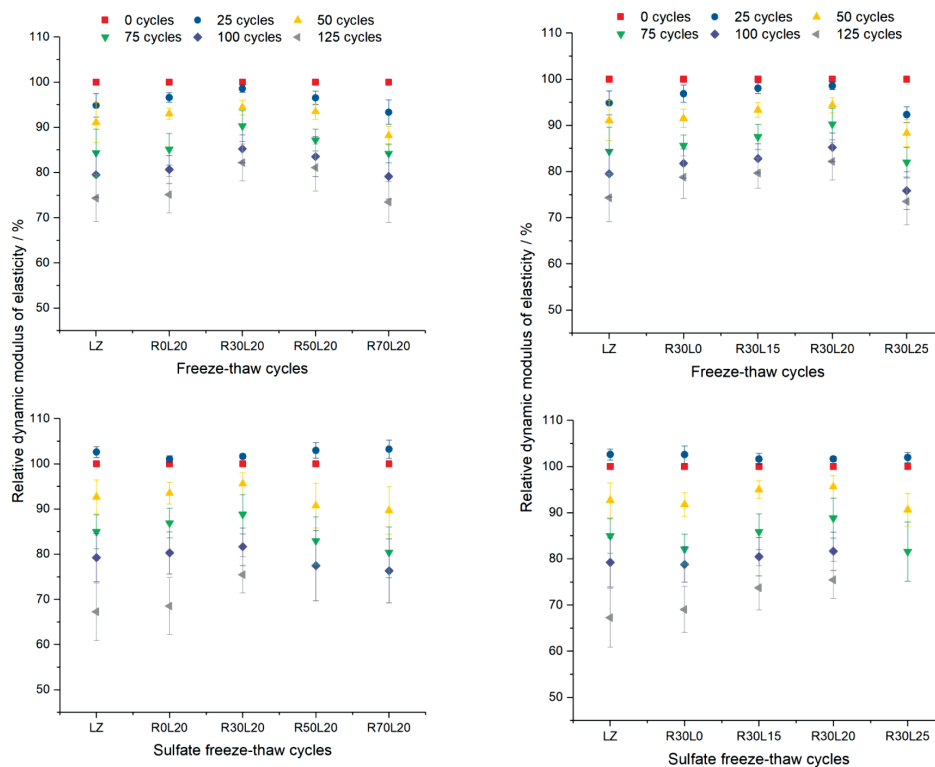 0 cycles 25 cycles 50 cycles
75 cycles 100 cycles 125 cycles
Relative dynamic modulus of elasticity / %
110
100
90
80
70
60
50
LZ R0L20 R30L20 R50L20 R70L20
Freeze-thaw cycles
0 cycles 25 cycles 50 cycles
75 cycles 100 cycles 125 cycles
Relative dynamic modulus of elasticity / %
110
100
90
80
70
60
50
LZ R30L0 R30L15 R30L20 R30L25
Freeze-thaw cycles
110
100
90
80
70
60
50
LZ R0L20 R30L20 R50L20 R70L20
Sulfate freeze-thaw cycles
110
100
90
80
70
60
50
LZ R30L0 R30L15 R30L20 R30L25
Sulfate freeze-thaw cycles